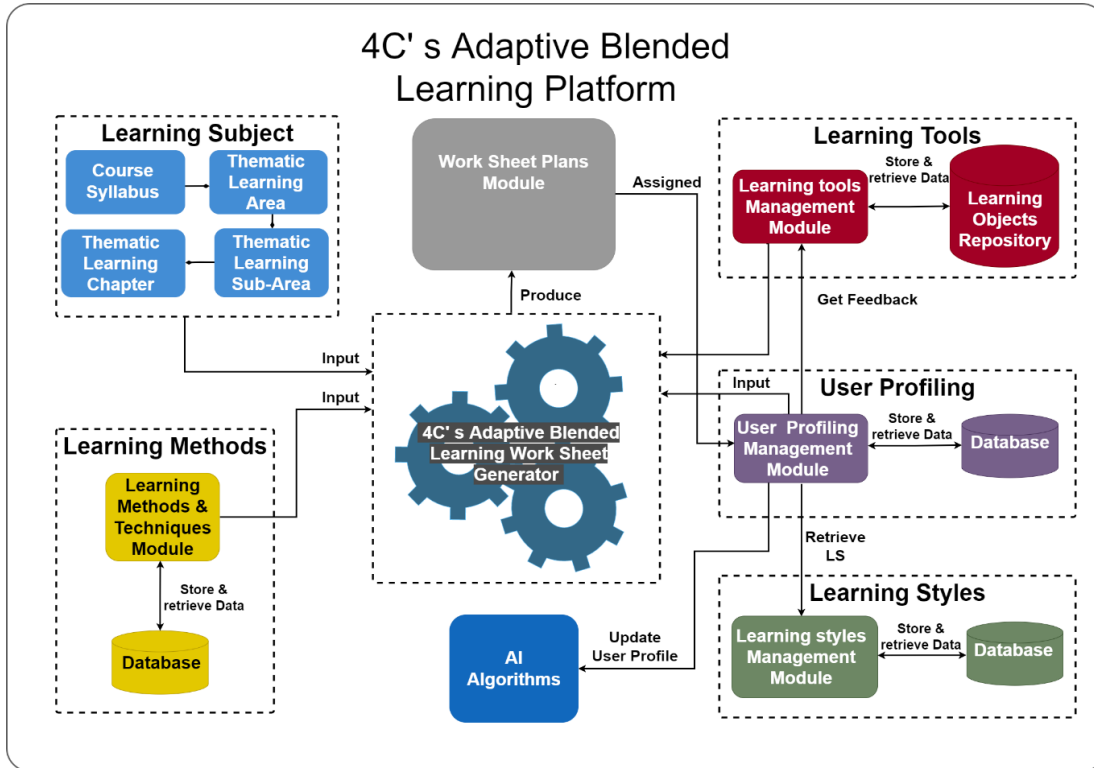 4C' s Adaptive Blended
Learning Platform
Learning Subject
Course
Syllabus
Thematic
Learning
Area
Thematic
Learning
Chapter
Thematic
Learning
Sub-Area
Work Sheet Plans
Module
Assigned
Produce
Learning Tools
Learning tools
Management
Module
Store &
retrieve Data
Learning
Objects
Repository
Get Feedback
Input
Input
Input
4C' s Adaptive Blended
Learning Work Sheet
Generator
User Profiling
User Profiling
Management
Module
Store &
retrieve Data
Database
Learning Methods
Learning
Methods &
Techniques
Module
Store &
retrieve Data
Database
Retrieve
LS
AI
Algorithms
Update
User Profile
Learning Styles
Learning styles
Management
Module
Store &
retrieve Data
Database